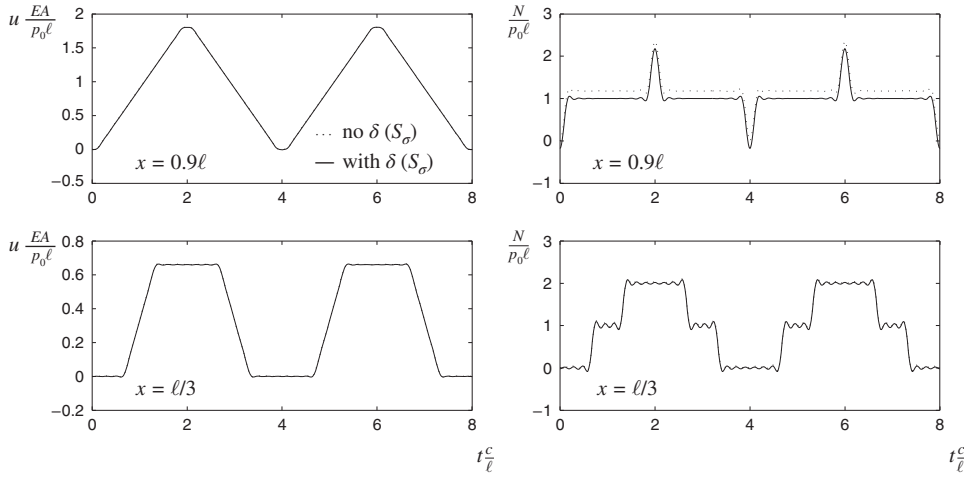 u EA/p₀ℓ
2
1.5
1
0.5
0
−0.5
0 2 4 6 8
x = 0.9ℓ
no δ (Sσ)
with δ (Sσ)
N/p₀ℓ
3
2
1
0
−1
0 2 4 6 8
x = 0.9ℓ
u EA/p₀ℓ
0.8
0.6
0.4
0.2
0
−0.2
0 2 4 6 8
x = ℓ/3
t c/ℓ
N/p₀ℓ
3
2
1
0
−1
0 2 4 6 8
x = ℓ/3
t c/ℓ